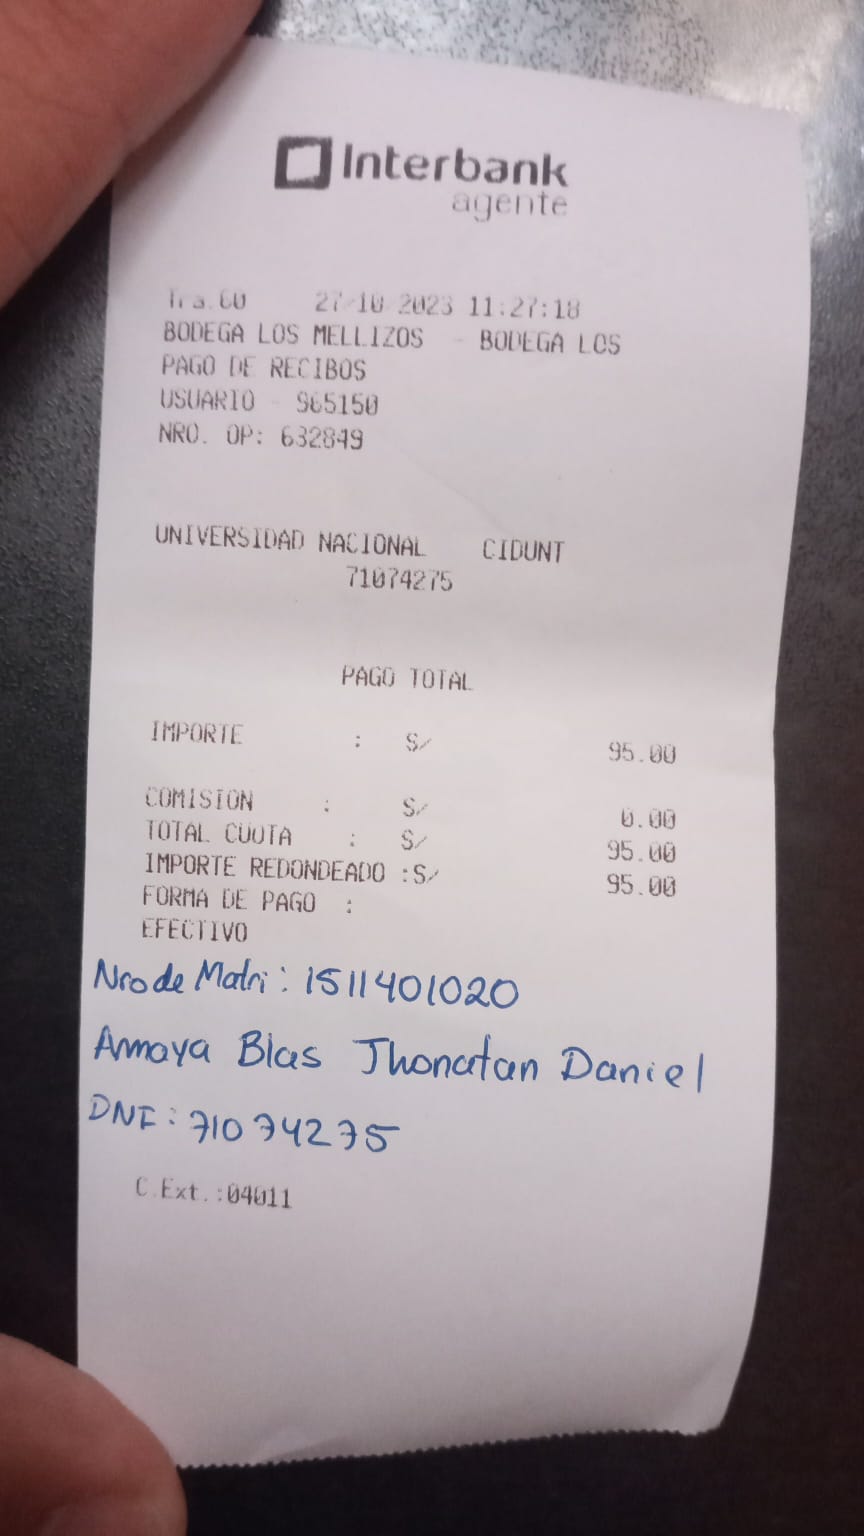 Interbank
agente
Tra.CU 27/10/2023 11:27:18
BODEGA LOS MELLIZOS - BODEGA LOS
PAGO DE RECIBOS
USUARIO - 965150
NRO. OP: 632849
UNIVERSIDAD NACIONAL CIDUNT
71074275
PAGO TOTAL
IMPORTE : S/ 95.00
COMISION : S/ 0.00
TOTAL CUOTA : S/ 95.00
IMPORTE REDONDEADO :S/ 95.00
FORMA DE PAGO :
EFECTIVO
Nro de Matri: 1511401020
Amaya Blas Jhonatan Daniel
DNI: 71074275
C.Ext.:04011